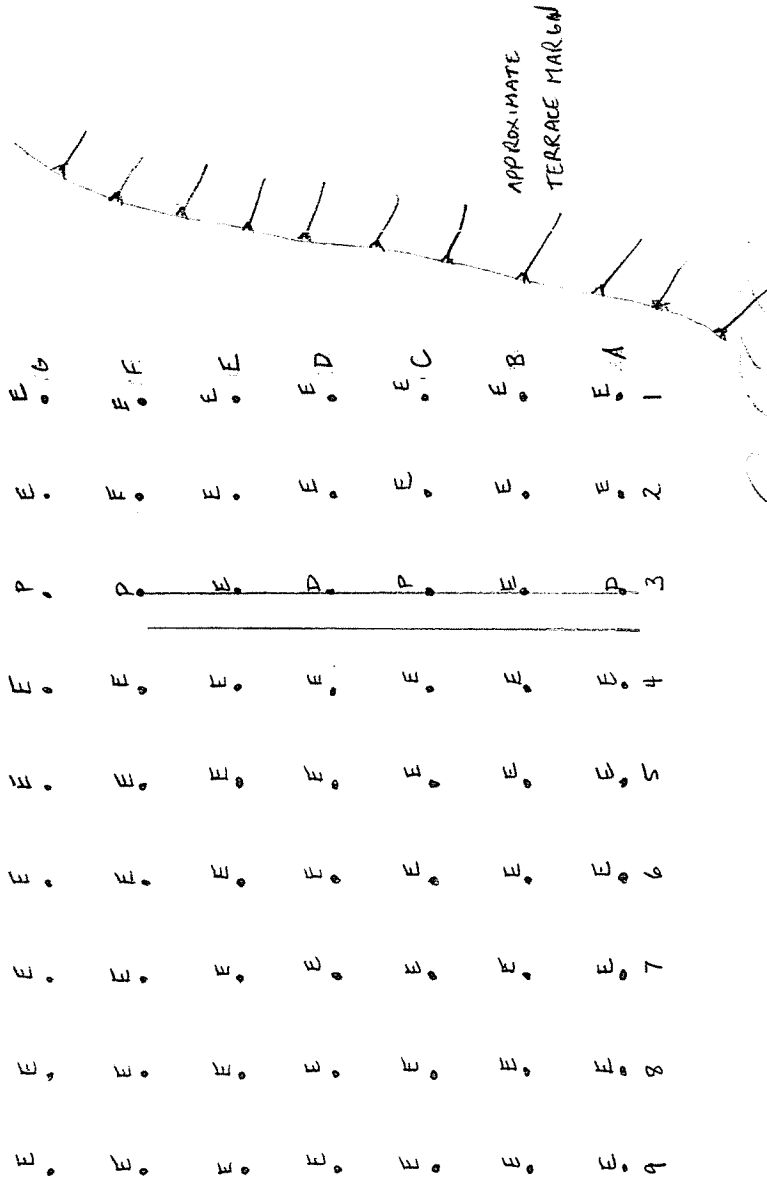 E E E E E E P E E G
E E E E E E P E E F
E E E E E E E E E E
E E E E E E P E E D
E E E E E E P E E C
E E E E E E E E E B
E E E E E E P E E A
9 8 7 6 5 4 3 2 1
APPROXIMATE
TERRACE MARGIN